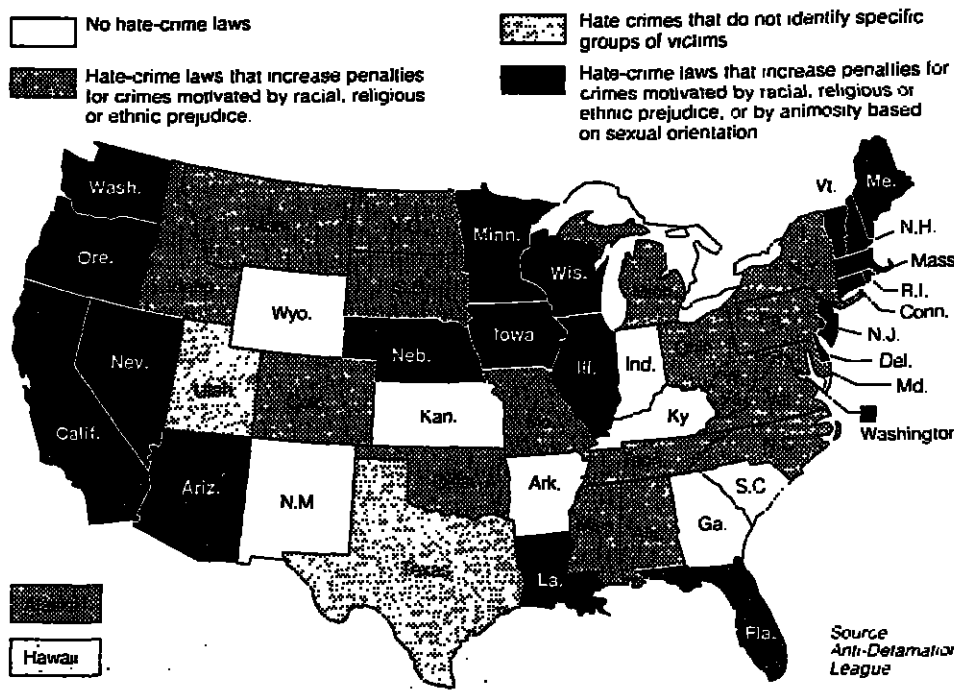 No hate-crime laws
Hate-crime laws that increase penalties
for crimes motivated by racial, religious
or ethnic prejudice.
Hate crimes that do not identify specific
groups of victims
Hate-crime laws that increase penalties for
crimes motivated by racial, religious or
ethnic prejudice, or by animosity based
on sexual orientation
Wash.
Ore.
Calif.
Nev.
Ariz.
Utah
Wyo.
N.M
Neb.
Kan.
Texas
Minn.
Iowa
Wis.
Ill.
Ind.
Ky
Ark.
La.
Ga.
S.C
Fla.
Vt.
Me.
N.H.
Mass
R.I.
Conn.
N.J.
Del.
Md.
Washington
Alaska
Hawaii
Source
Anti-Defamation
League